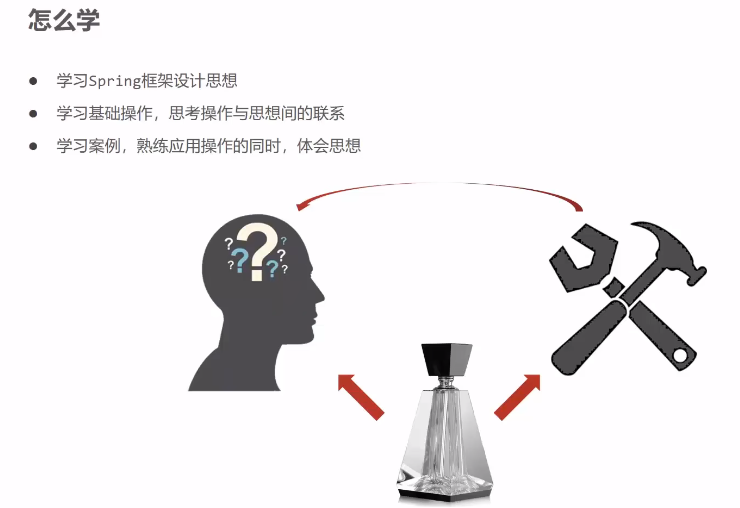 怎么学
● 学习Spring框架设计思想
● 学习基础操作，思考操作与思想间的联系
● 学习案例，熟练应用操作的同时，体会思想
? ? ? ? ? ? ? ?